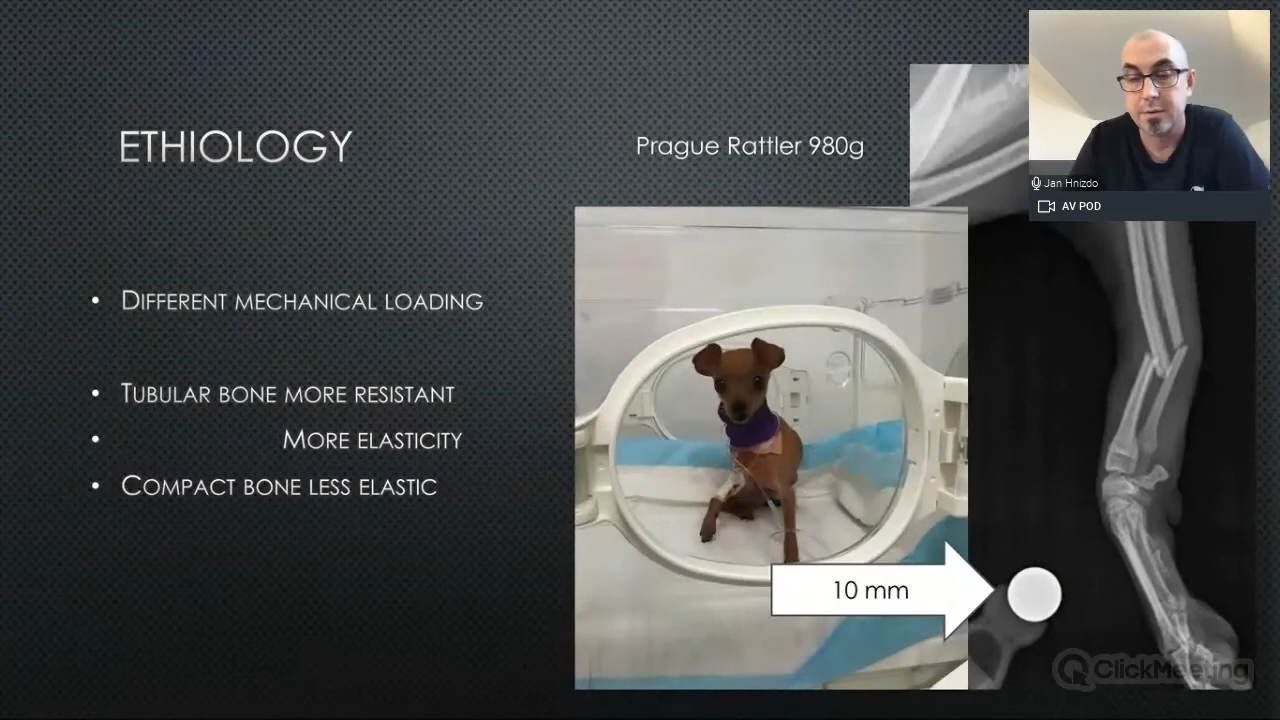 ETHIOLOGY
Prague Rattler 980g
Jan Hnizdo
AV POD
• DIFFERENT MECHANICAL LOADING
• TUBULAR BONE MORE RESISTANT
• MORE ELASTICITY
• COMPACT BONE LESS ELASTIC
10 mm
ClickMeeting